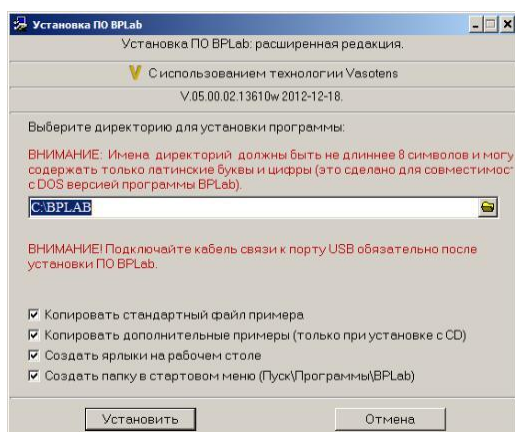 Установка ПО BPLab
Установка ПО BPLab: расширенная редакция.
V С использованием технологии Vasotens
V.05.00.02.13610w 2012-12-18.
Выберите директорию для установки программы:
ВНИМАНИЕ: Имена директорий должны быть не длиннее 8 символов и могу
содержать только латинские буквы и цифры (это сделано для совместимос
с DOS версией программы BPLab).
C:\BPLAB
ВНИМАНИЕ! Подключайте кабель связи к порту USB обязательно после
установки ПО BPLab.
Копировать стандартный файл примера
Копировать дополнительные примеры (только при установке с CD)
Создать ярлыки на рабочем столе
Создать папку в стартовом меню (Пуск\Программы\BPLab)
Установить Отмена